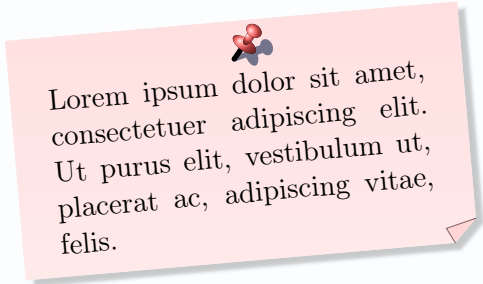 Lorem ipsum dolor sit amet,
consectetuer adipiscing elit.
Ut purus elit, vestibulum ut,
placerat ac, adipiscing vitae,
felis.